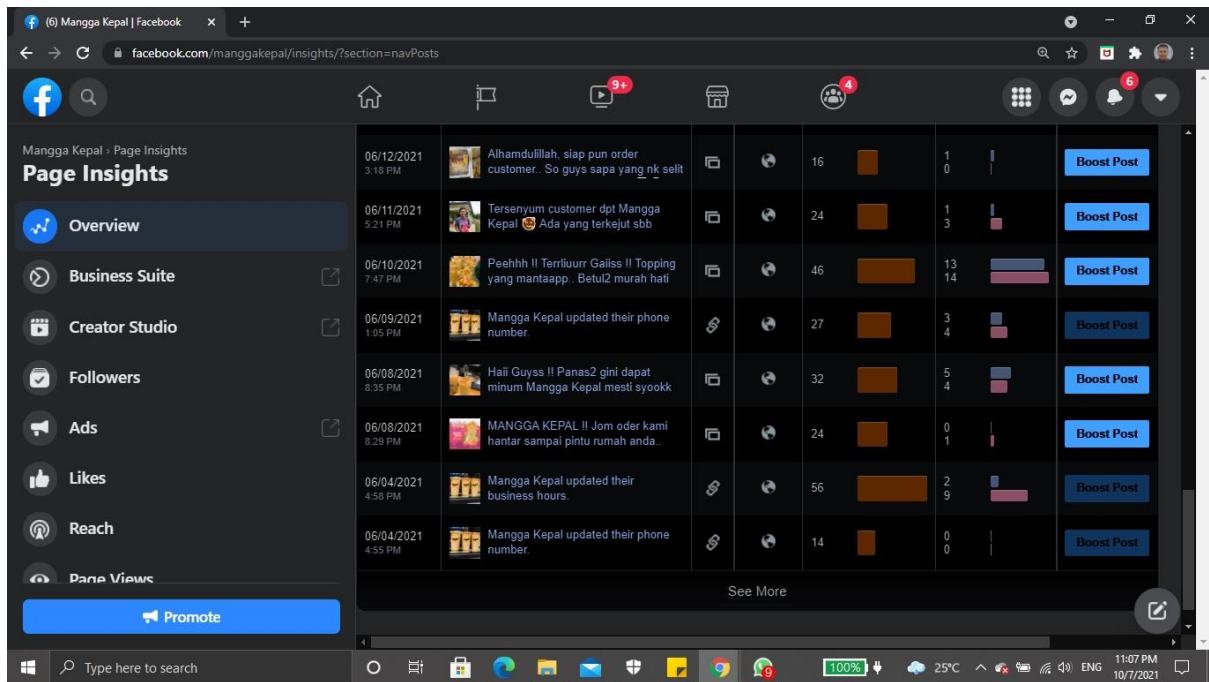 (6) Mangga Kepal | Facebook
facebook.com/manggakepal/insights/?section=navPosts
9+
4
6
Mangga Kepal › Page Insights
Page Insights
Overview
Business Suite
Creator Studio
Followers
Ads
Likes
Reach
Page Views
Promote
06/12/2021
3:18 PM
Alhamdulillah, siap pun order
customer.. So guys sapa yang nk selit
16
1
0
Boost Post
06/11/2021
5:21 PM
Tersenyum customer dpt Mangga
Kepal 🤩 Ada yang terkejut sbb
24
1
3
Boost Post
06/10/2021
7:47 PM
Peehhh !! Terrliuurr Gaiiss !! Topping
yang mantaapp.. Betul2 murah hati
46
13
14
Boost Post
06/09/2021
1:05 PM
Mangga Kepal updated their phone
number.
27
3
4
Boost Post
06/08/2021
8:35 PM
Haii Guyss !! Panas2 gini dapat
minum Mangga Kepal mesti syookk
32
5
4
Boost Post
06/08/2021
8:29 PM
MANGGA KEPAL !! Jom oder kami
hantar sampai pintu rumah anda..
24
0
1
Boost Post
06/04/2021
4:58 PM
Mangga Kepal updated their
business hours.
56
2
9
Boost Post
06/04/2021
4:55 PM
Mangga Kepal updated their phone
number.
14
0
0
Boost Post
See More
Type here to search
9
100%
25°C
ENG
11:07 PM
10/7/2021